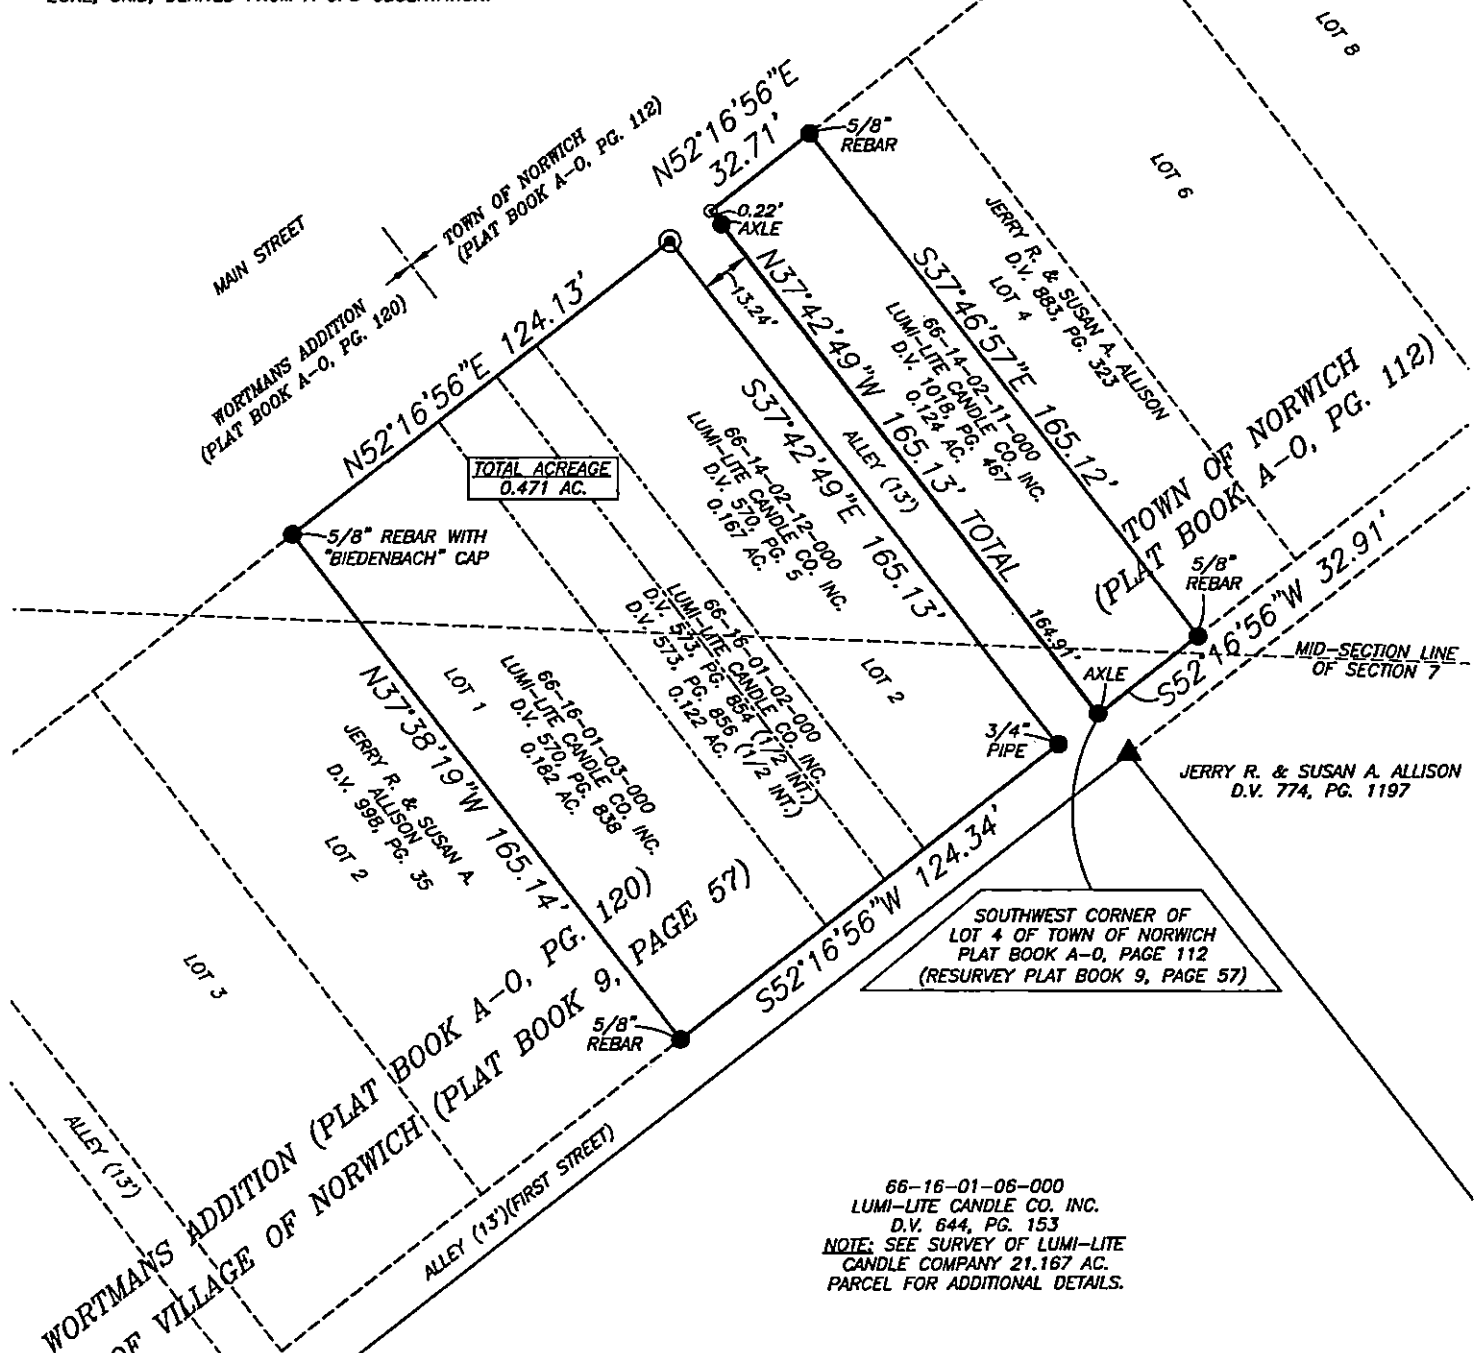 LOT 8
N52°16'56"E
32.71'
5/8"
REBAR
TOWN OF NORWICH
(PLAT BOOK A-0, PG. 112)
LOT 6
MAIN STREET
0.22'
AXLE
JERRY R. & SUSAN A. ALLISON
D.V. 883, PG. 323
LOT 4
WORTMANS ADDITION
(PLAT BOOK A-0, PG. 120)
N52°16'56"E 124.13'
13.24'
S37°46'57"E 165.12'
66-14-02-11-000
LUMI-LITE CANDLE CO. INC.
D.V. 1018, PG. 467
0.124 AC.
N37°42'49"W 165.13' TOTAL
164.91'
ALLEY (13')
S37°42'49"E 165.13'
66-14-02-12-000
LUMI-LITE CANDLE CO. INC.
D.V. 570, PG. 5
0.167 AC.
TOWN OF NORWICH
(PLAT BOOK A-0, PG. 112)
TOTAL ACREAGE
0.471 AC.
5/8" REBAR WITH
"BIEDENBACH" CAP
5/8"
REBAR
S52°16'56"W 32.91'
MID-SECTION LINE
OF SECTION 7
AXLE
LOT 2
66-16-01-02-000
LUMI-LITE CANDLE CO. INC.
D.V. 573, PG. 854 (1/2 INT.)
D.V. 573, PG. 856 (1/2 INT.)
0.122 AC.
LOT 1
66-16-01-03-000
LUMI-LITE CANDLE CO. INC.
D.V. 570, PG. 838
0.182 AC.
N37°38'19"W 165.14'
JERRY R. & SUSAN A.
ALLISON
D.V. 998, PG. 35
LOT 2
3/4"
PIPE
JERRY R. & SUSAN A. ALLISON
D.V. 774, PG. 1197
S52°16'56"W 124.34'
SOUTHWEST CORNER OF
LOT 4 OF TOWN OF NORWICH
PLAT BOOK A-0, PAGE 112
(RESURVEY PLAT BOOK 9, PAGE 57)
LOT 3
5/8"
REBAR
WORTMANS ADDITION (PLAT BOOK A-0, PG. 120)
OF VILLAGE OF NORWICH (PLAT BOOK 9, PAGE 57)
ALLEY (13')
ALLEY (13')(FIRST STREET)
66-16-01-06-000
LUMI-LITE CANDLE CO. INC.
D.V. 644, PG. 153
NOTE: SEE SURVEY OF LUMI-LITE
CANDLE COMPANY 21.167 AC.
PARCEL FOR ADDITIONAL DETAILS.